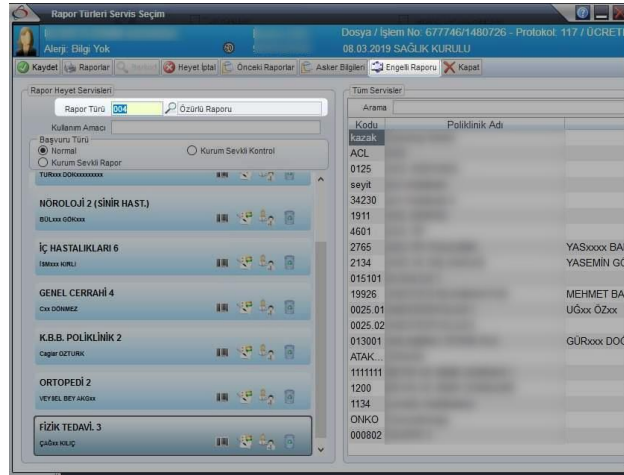 Rapor Türleri Servis Seçim
Dosya / İşlem No: 677746/1480726 - Protokol: 117 / ÜCRETL
Alerji: Bilgi Yok
08.03.2019 SAĞLIK KURULU
Kaydet Raporlar Heyet İptal Önceki Raporlar Asker Bilgileri Engelli Raporu Kapat
Rapor Heyet Servisleri
Rapor Türü 004 Özürlü Raporu
Kullanım Amacı
Başvuru Türü
Normal Kurum Sevkli Kontrol
Kurum Sevkli Rapor
NÖROLOJİ 2 (SİNİR HAST.)
BÜLxxx GÖKxxx
İÇ HASTALIKLARI 6
İSMxxx KIRLI
GENEL CERRAHİ 4
Cxx DÖNMEZ
K.B.B. POLİKLİNİK 2
Cagiar OZTURK
ORTOPEDİ 2
VEYSEL BEY AKGxx
FİZİK TEDAVİ. 3
ÇAĞxx KILIÇ
Tüm Servisler
Arama
Kodu Poliklinik Adı
kazak
ACL
0125
seyit
34230
1911
4601
2765 YASxxxx BA
2134 YASEMİN GÖ
015101
19926 MEHMET BA
0025.01 UĞxx ÖZxx
0025.02
013001 GÜRxxx DOĞ
ATAK...
1111111
1200
1134
ONKO
000802